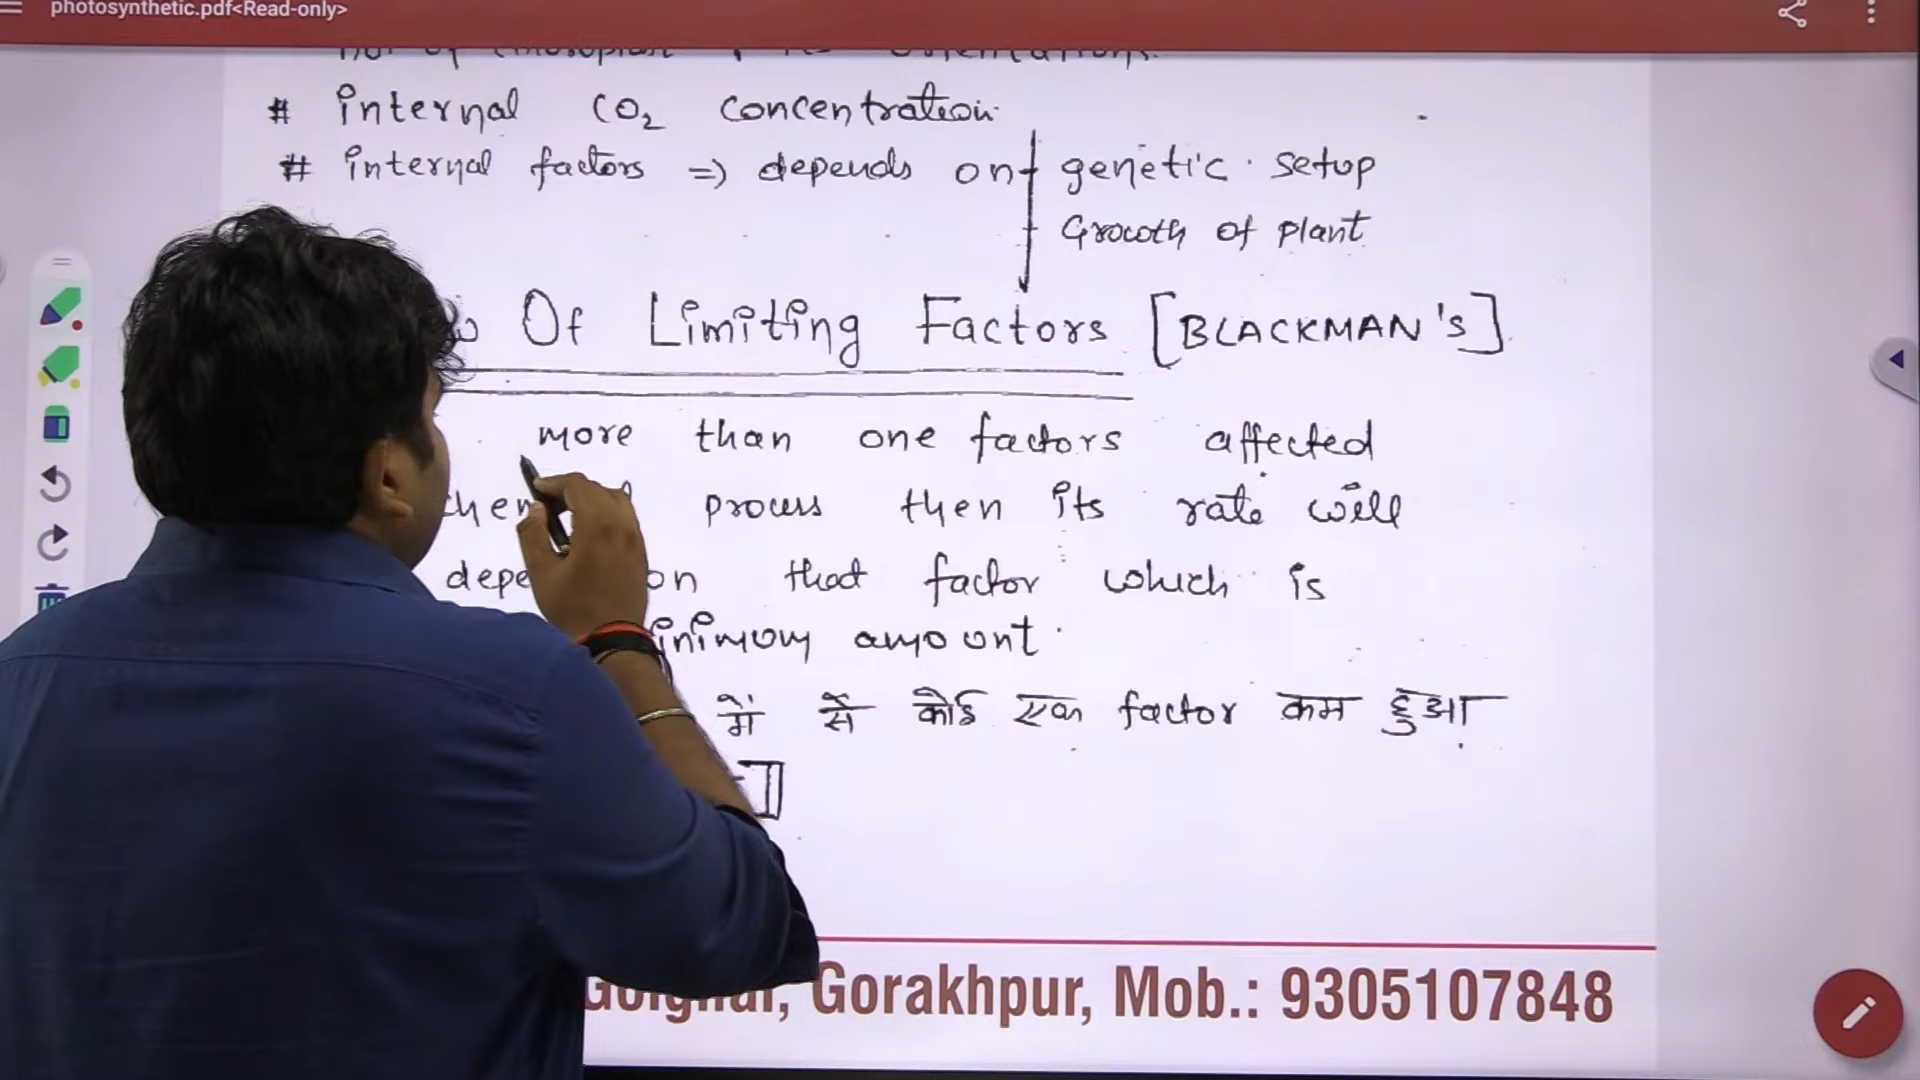 photosynthetic.pdf<Read-only>
# internal CO₂ concentration
# internal factors => depends on genetic setup
Growth of plant
Of Limiting Factors [BLACKMAN's]
more than one factors affected
process then its rate will
on that factor which is
amount.
में से कोई एक factor कम हुआ
Gorakhpur, Mob.: 9305107848